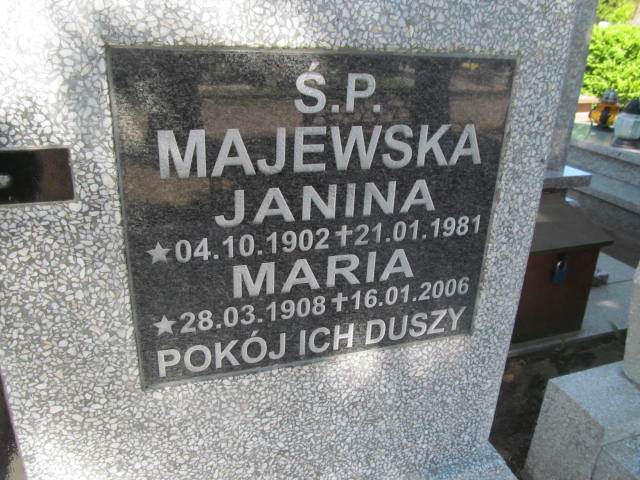 Ś.P.
MAJEWSKA
JANINA
★04.10.1902 ✝21.01.1981
MARIA
★28.03.1908 ✝16.01.2006
POKÓJ ICH DUSZY